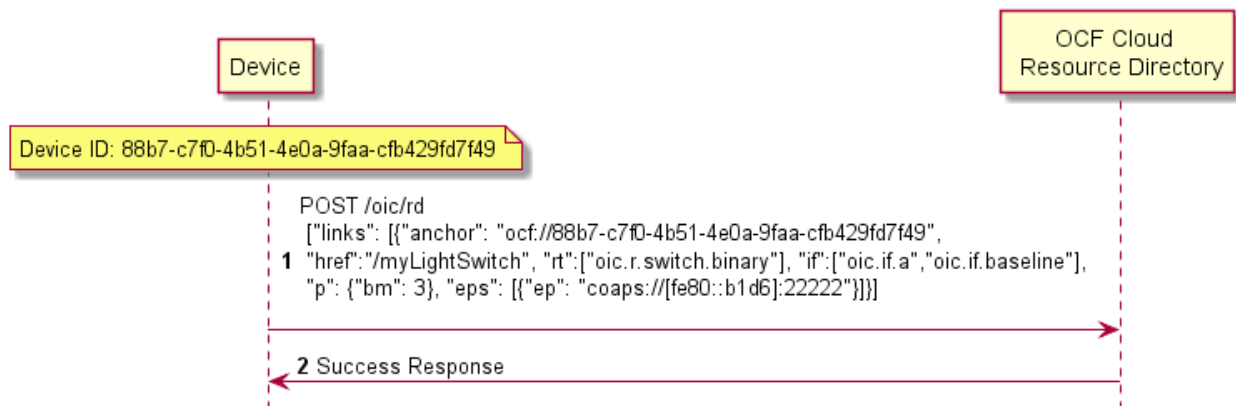 Device
OCF Cloud
Resource Directory
Device ID: 88b7-c7f0-4b51-4e0a-9faa-cfb429fd7f49
POST /oic/rd
["links": [{"anchor": "ocf://88b7-c7f0-4b51-4e0a-9faa-cfb429fd7f49",
1 "href":"/myLightSwitch", "rt":["oic.r.switch.binary"], "if":["oic.if.a","oic.if.baseline"],
"p": {"bm": 3}, "eps": [{"ep": "coaps://[fe80::b1d6]:22222"}]}]
2 Success Response